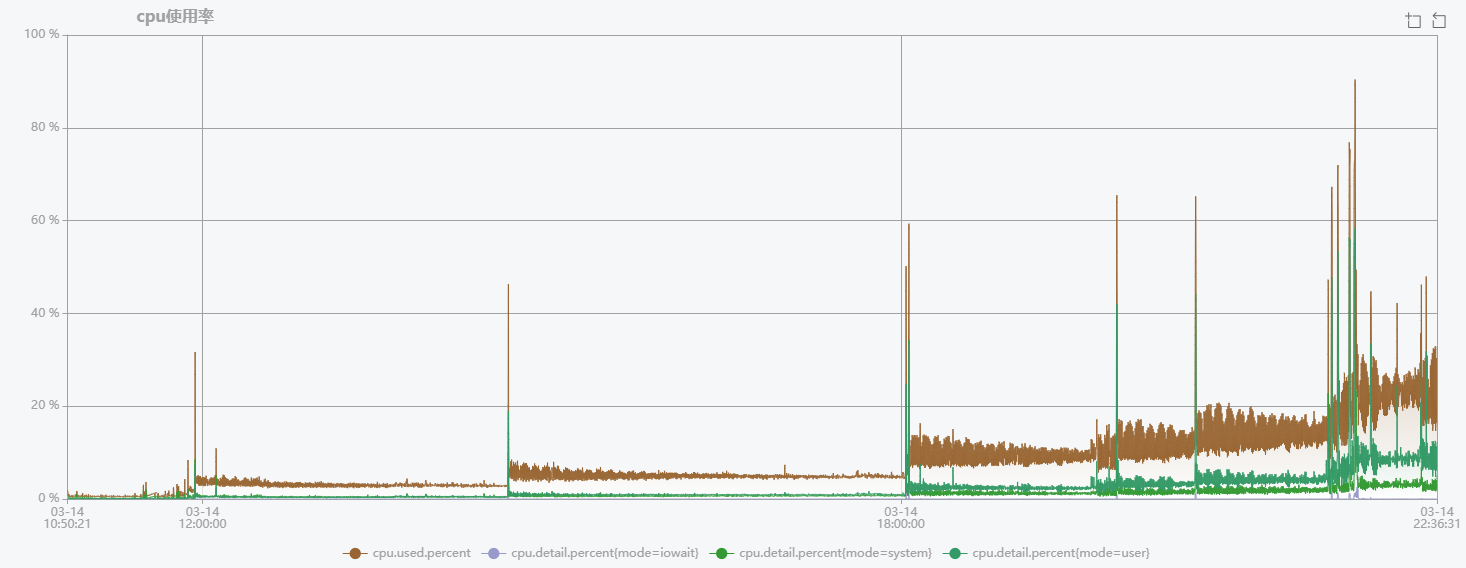 cpu使用率
100 %
80 %
60 %
40 %
20 %
0 %
03-14
10:50:21
03-14
12:00:00
03-14
18:00:00
03-14
22:36:31
cpu.used.percent
cpu.detail.percent{mode=iowait}
cpu.detail.percent{mode=system}
cpu.detail.percent{mode=user}